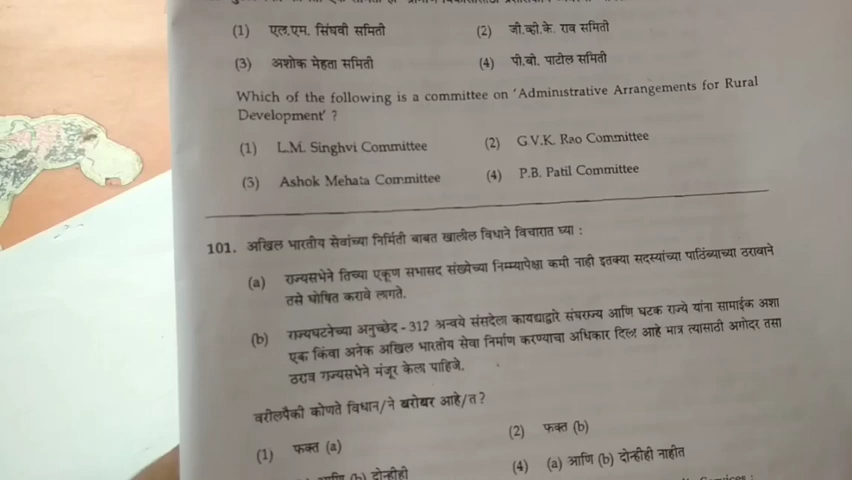 (1) एल.एम. सिंघवी समिती (2) जी.व्ही.के. राव समिती
(3) अशोक मेहता समिती (4) पी.बी. पाटील समिती
Which of the following is a committee on 'Administrative Arrangements for Rural
Development' ?
(1) L.M. Singhvi Committee (2) G.V.K. Rao Committee
(3) Ashok Mehata Committee (4) P.B. Patil Committee
101. अखिल भारतीय सेवांच्या निर्मिती बाबत खालील विधाने विचारात घ्या :
(a) राज्यसभेने तिच्या एकूण सभासद संख्येच्या निम्म्यापेक्षा कमी नाही इतक्या सदस्यांच्या पाठिंब्याच्या ठरावाने
तसे घोषित करावे लागते.
(b) राज्यघटनेच्या अनुच्छेद - 312 अन्वये संसदेला कायद्याद्वारे संघराज्य आणि घटक राज्ये यांना सामाईक अशा
एक किंवा अनेक अखिल भारतीय सेवा निर्माण करण्याचा अधिकार दिला आहे मात्र त्यासाठी अगोदर तसा
ठराव राज्यसभेने मंजूर केला पाहिजे.
वरीलपैकी कोणते विधान/ने बरोबर आहे/त ?
(1) फक्त (a) (2) फक्त (b)
आणि (b) दोन्हीही (4) (a) आणि (b) दोन्हीही नाहीत